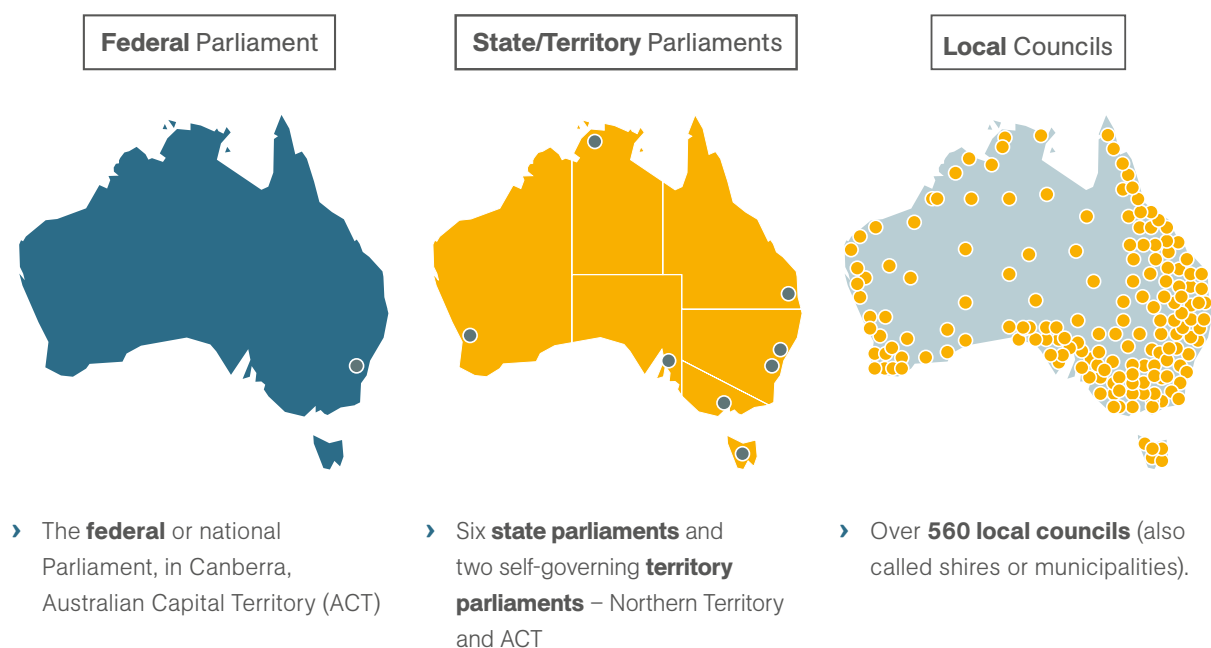 Federal Parliament
State/Territory Parliaments
Local Councils
› The federal or national
Parliament, in Canberra,
Australian Capital Territory (ACT)
› Six state parliaments and
two self-governing territory
parliaments – Northern Territory
and ACT
› Over 560 local councils (also
called shires or municipalities).